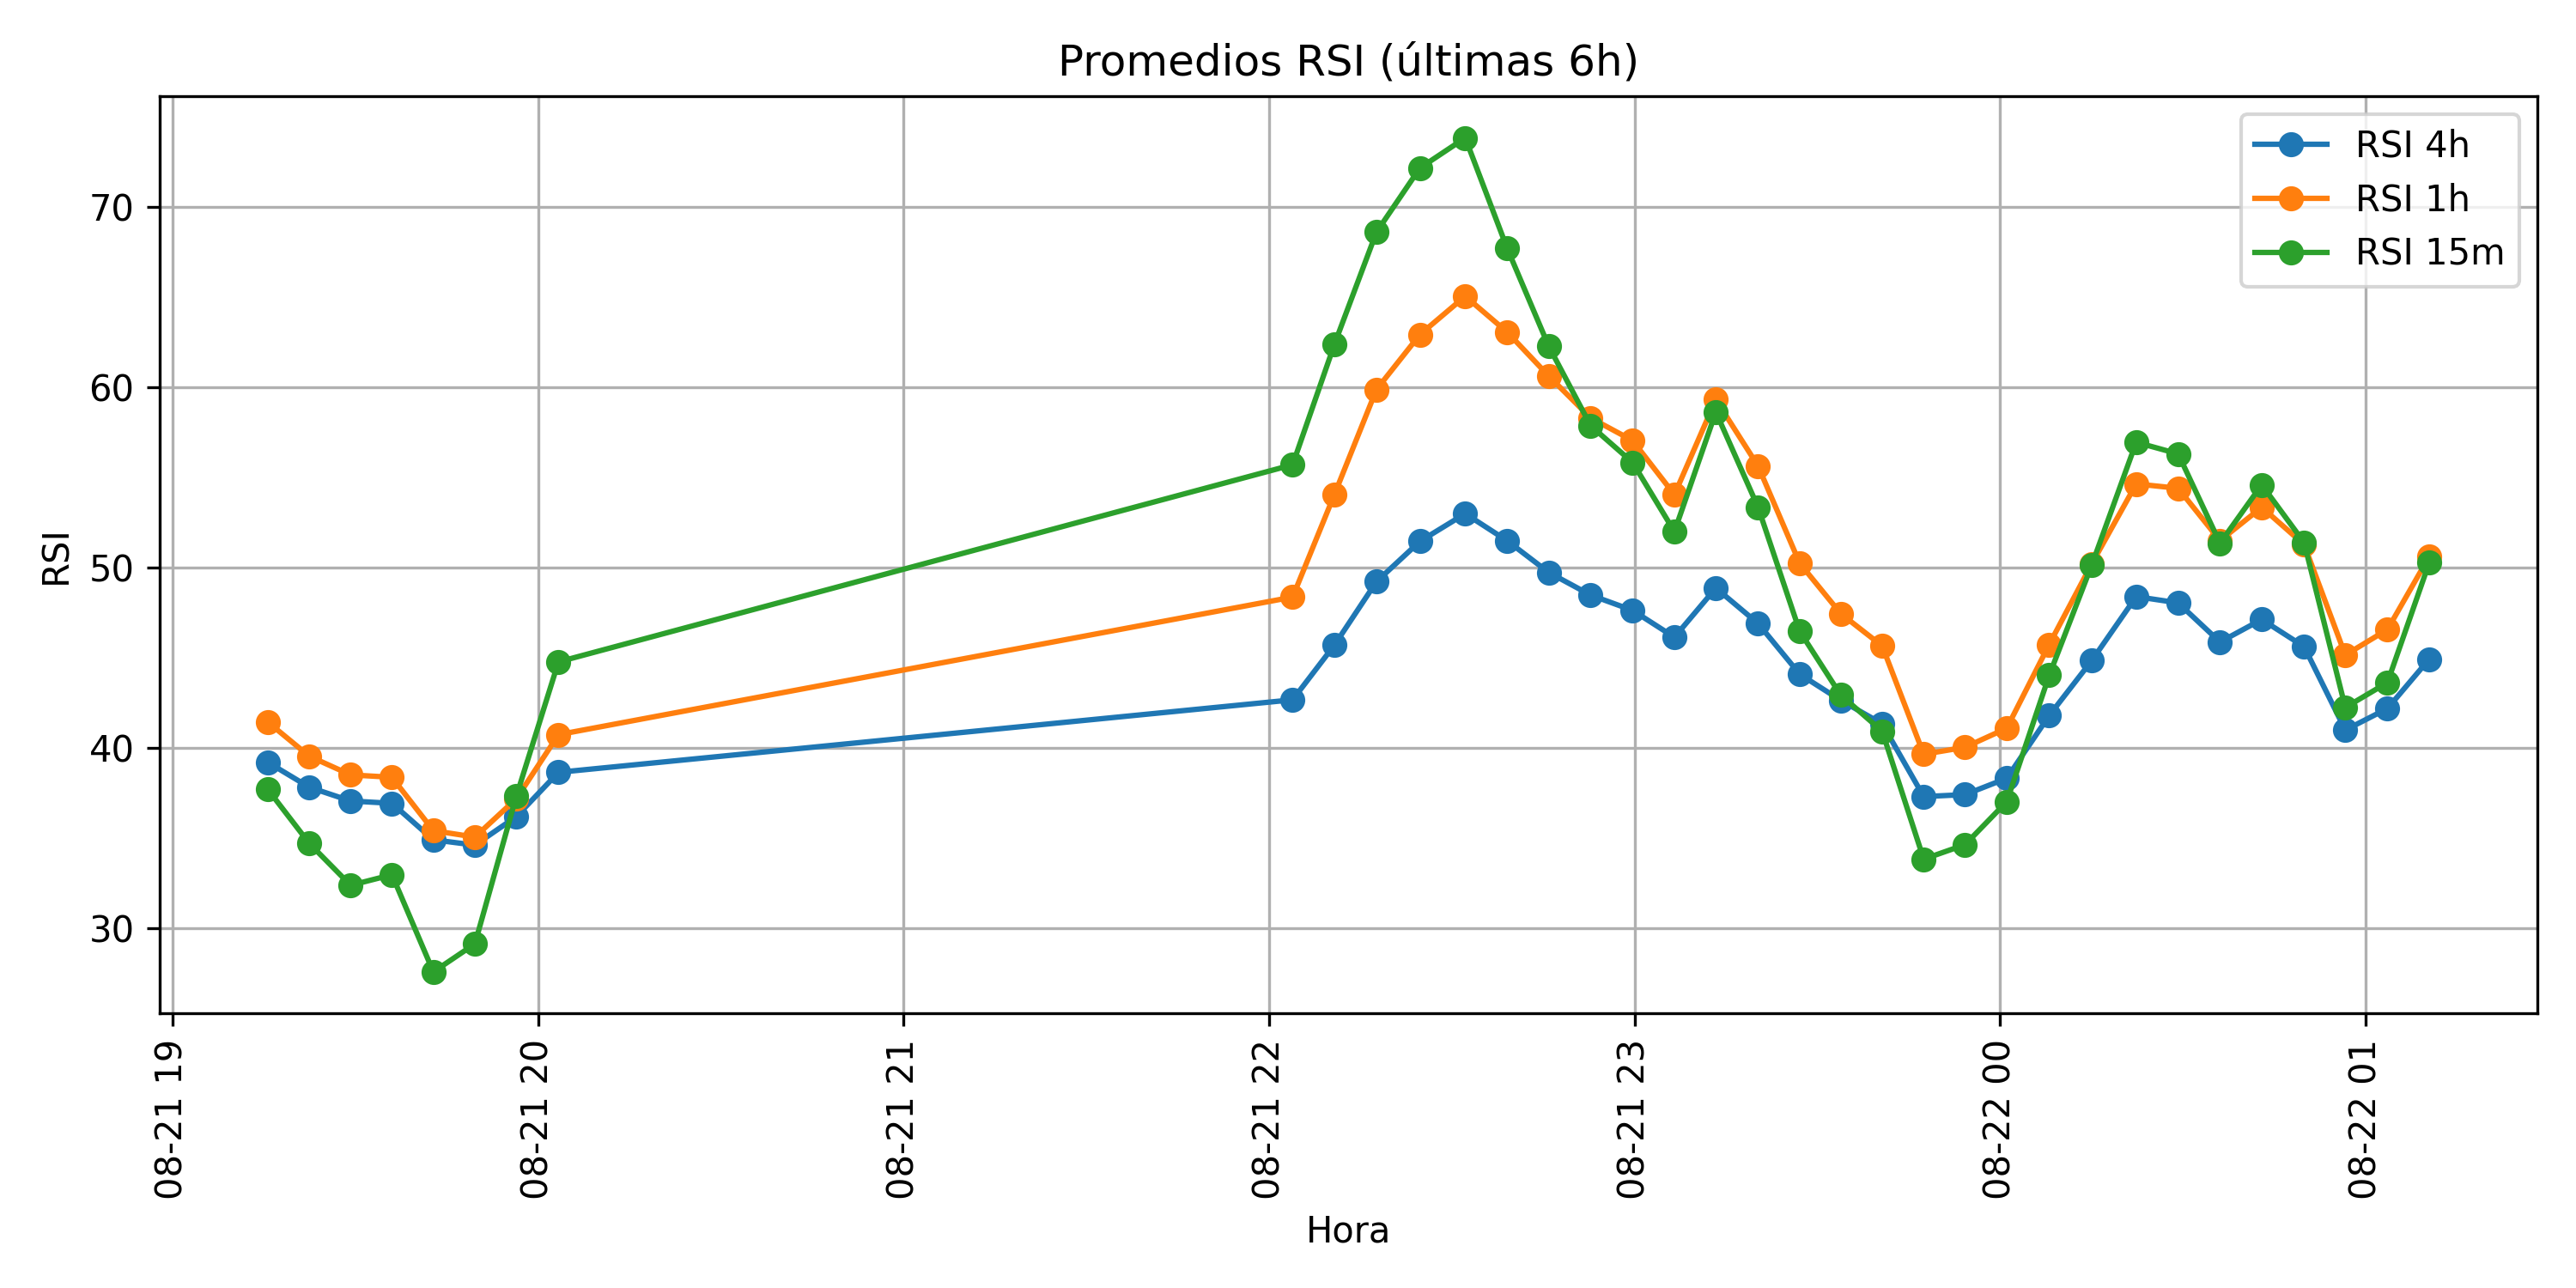 Promedios RSI (últimas 6h)
RSI 4h
RSI 1h
RSI 15m
RSI
70
60
50
40
30
08-21 19
08-21 20
08-21 21
08-21 22
08-21 23
08-22 00
08-22 01
Hora